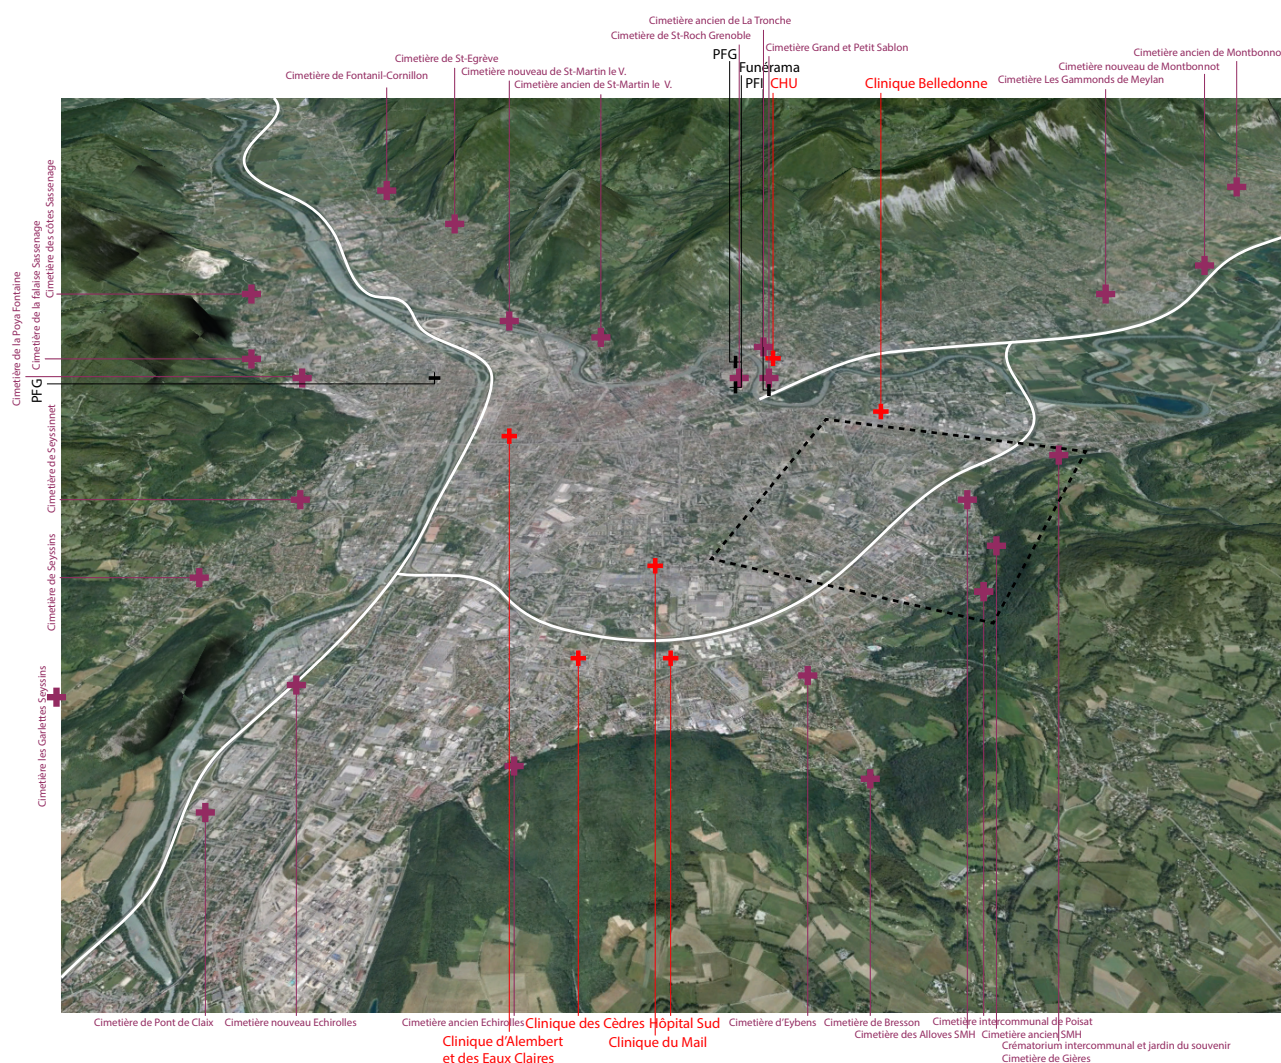 Cimetière ancien de La Tronche
Cimetière de St-Roch Grenoble
Cimetière Grand et Petit Sablon
PFG
Funérama
PFI
CHU
Clinique Belledonne
Cimetière ancien de Montbonno
Cimetière nouveau de Montbonnot
Cimetière Les Gammonds de Meylan
Cimetière de St-Egrève
Cimetière de Fontanil-Cornillon
Cimetière nouveau de St-Martin le V.
Cimetière ancien de St-Martin le V.
Cimetière de la Poya Fontaine
Cimetière de la falaise Sassenage
Cimetière des côtes Sassenage
PFG
Cimetière de Seyssinnet
Cimetière de Seyssins
Cimetière les Garlettes Seyssins
Cimetière de Pont de Claix
Cimetière nouveau Echirolles
Cimetière ancien Echirolles
Clinique des Cèdres
Hôpital Sud
Clinique d'Alembert
et des Eaux Claires
Clinique du Mail
Cimetière d'Eybens
Cimetière de Bresson
Cimetière intercommunal de Poisat
Cimetière des Alloves SMH
Cimetière ancien SMH
Crématorium intercommunal et jardin du souvenir
Cimetière de Gières